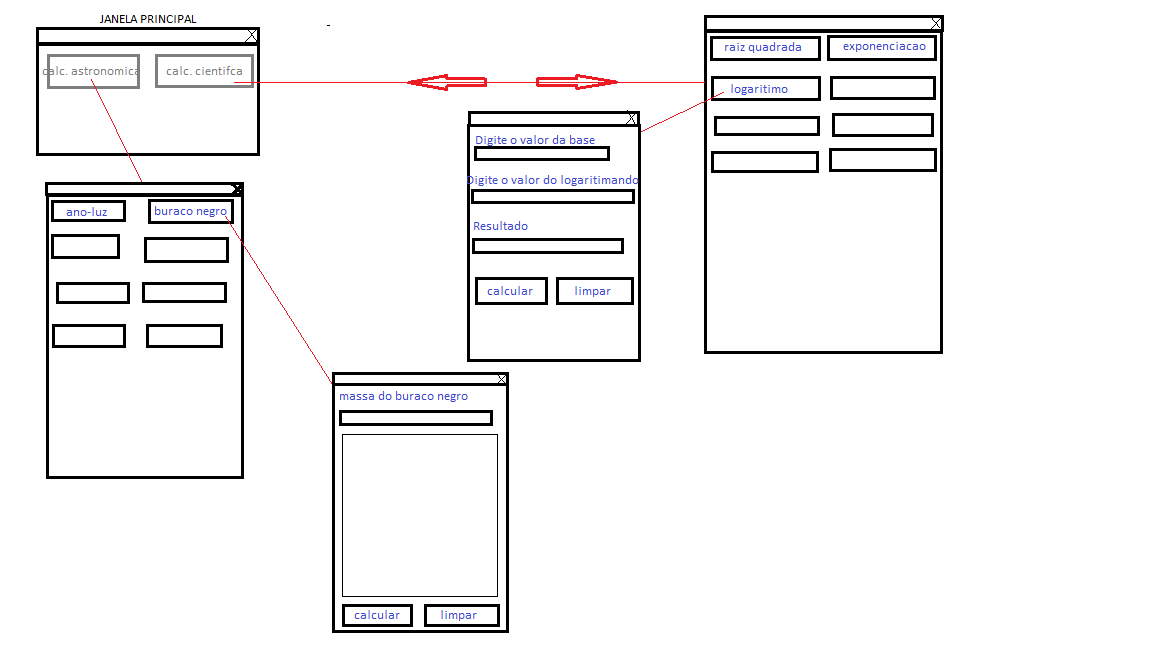 JANELA PRINCIPAL
calc. astronomica
calc. cientifca
raiz quadrada
exponenciacao
logaritimo
Digite o valor da base
Digite o valor do logaritimando
Resultado
calcular
limpar
ano-luz
buraco negro
massa do buraco negro
calcular
limpar